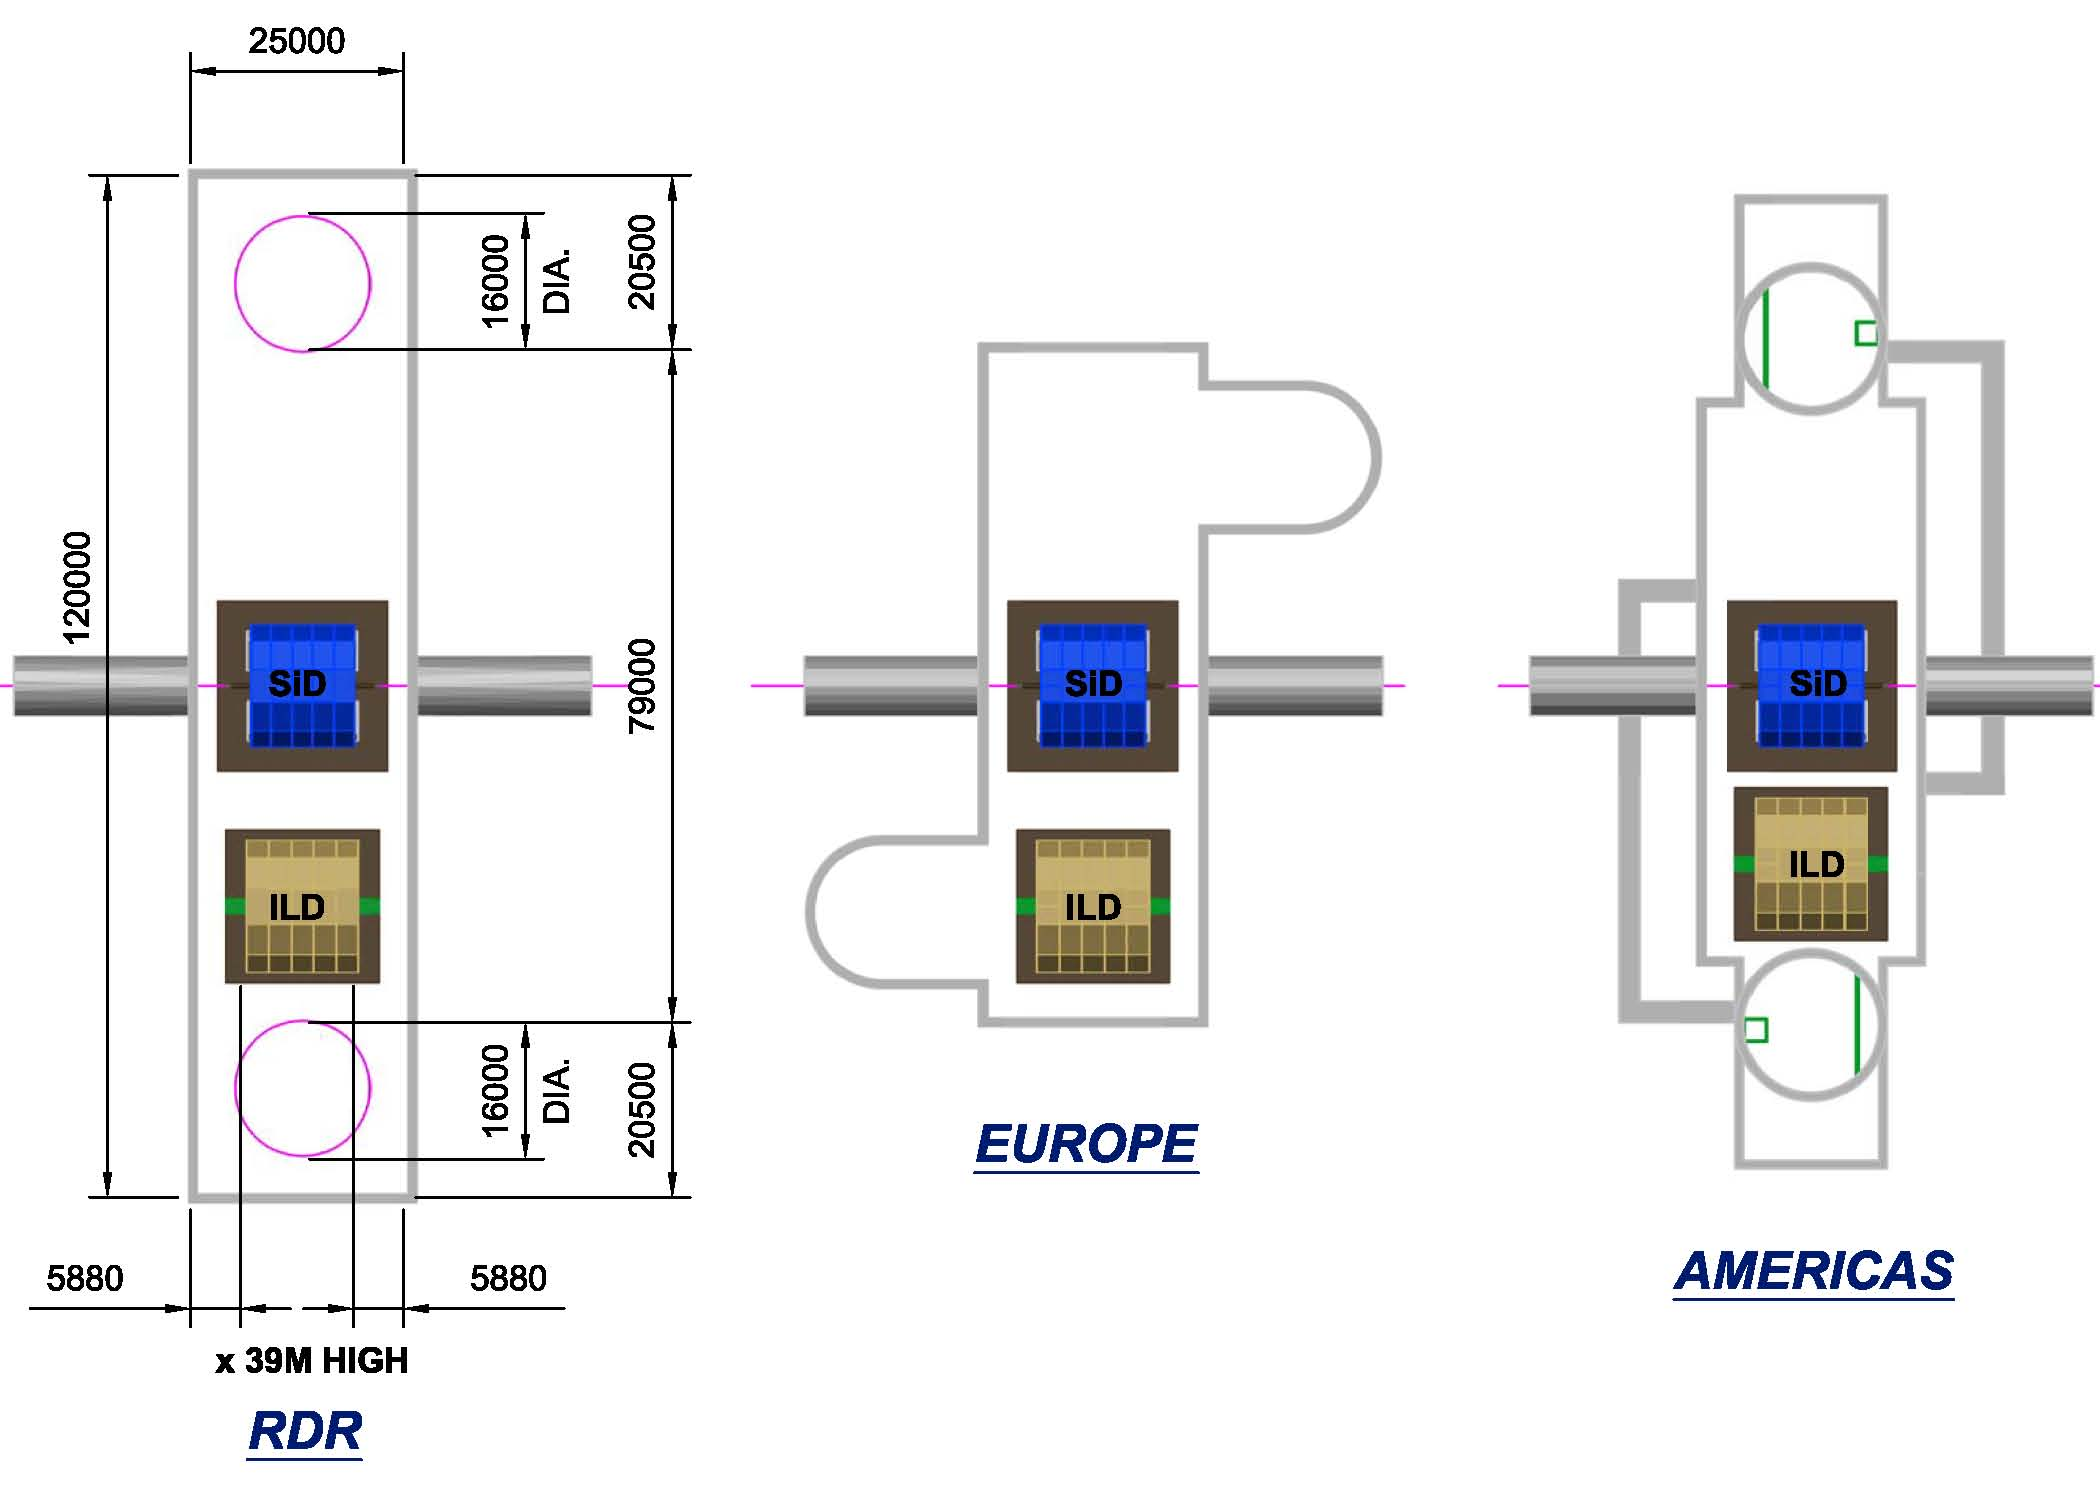 25000
120000
16000
DIA.
20500
79000
SiD
ILD
16000
DIA.
20500
5880
5880
x 39M HIGH
RDR
SiD
ILD
EUROPE
SiD
ILD
AMERICAS